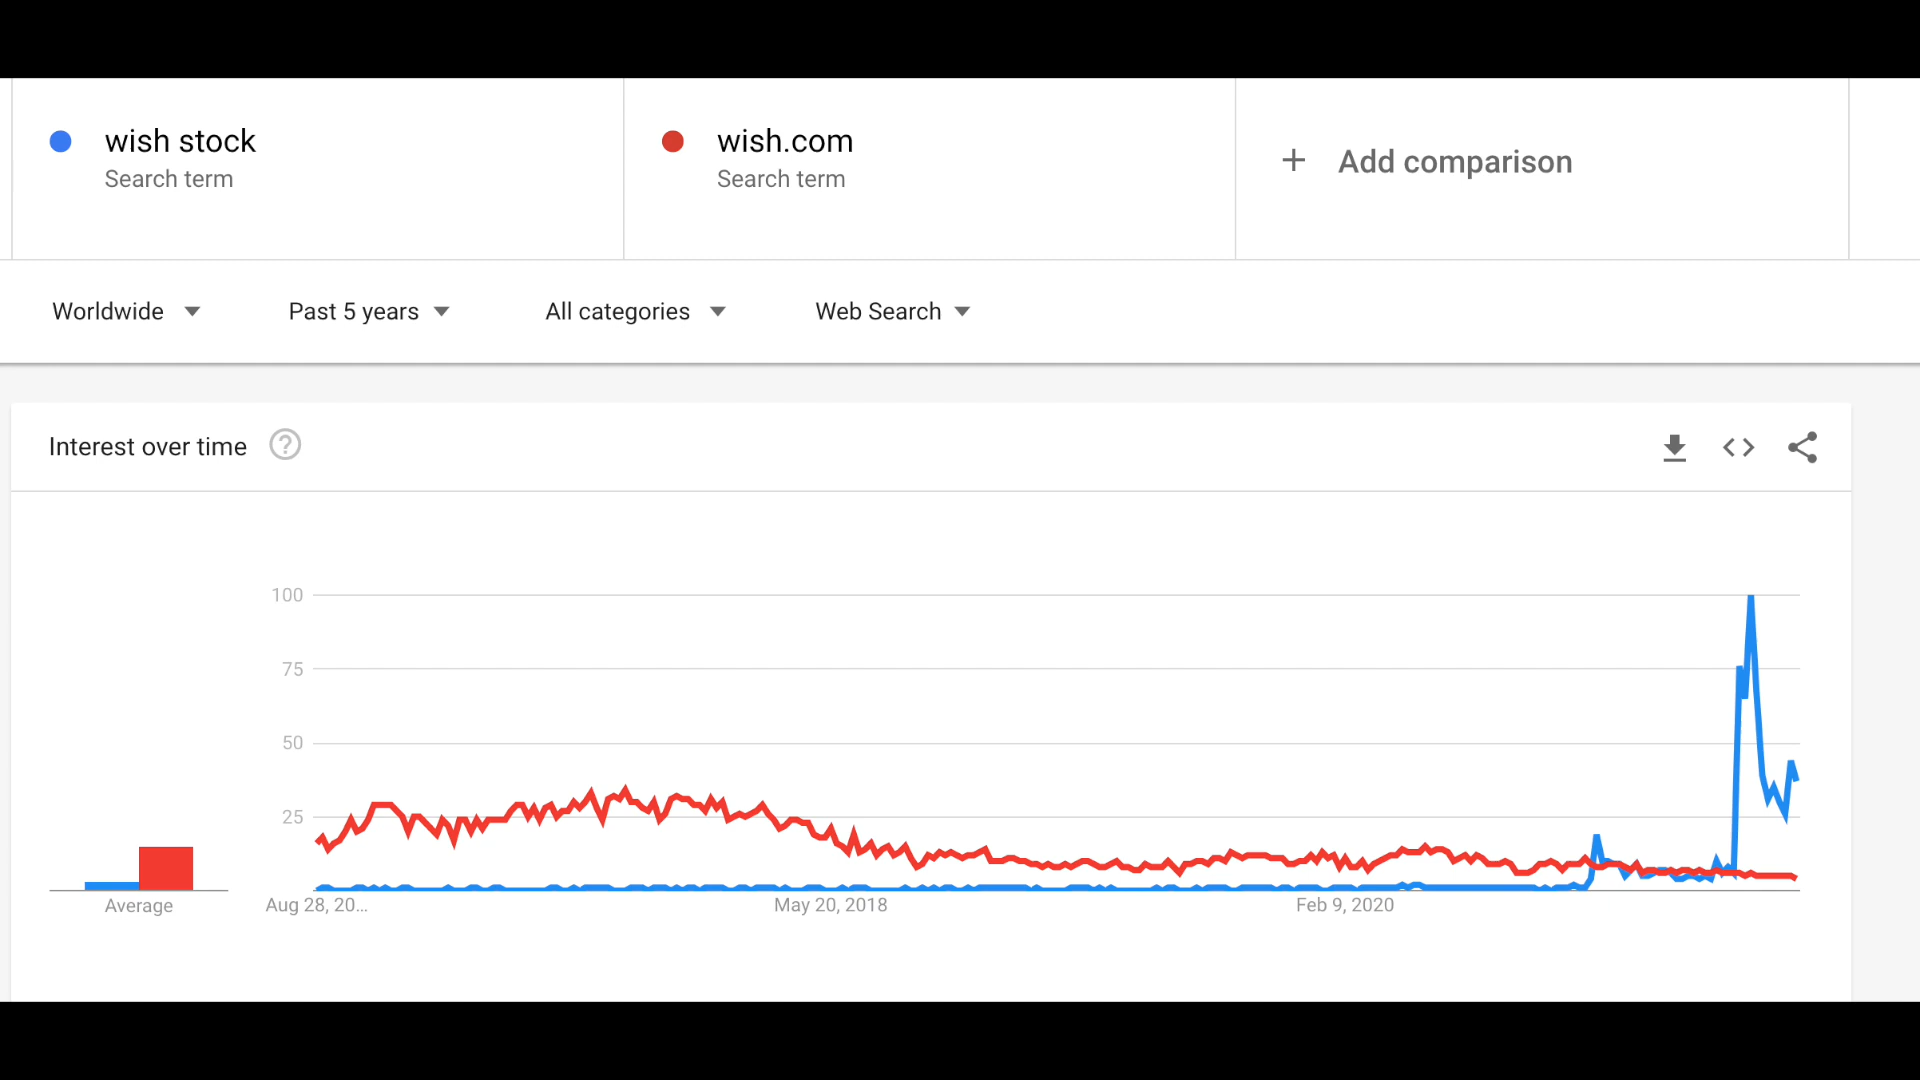 wish stock
Search term
wish.com
Search term
+ Add comparison
Worldwide
Past 5 years
All categories
Web Search
Interest over time ?
100
75
50
25
Average
Aug 28, 20...
May 20, 2018
Feb 9, 2020